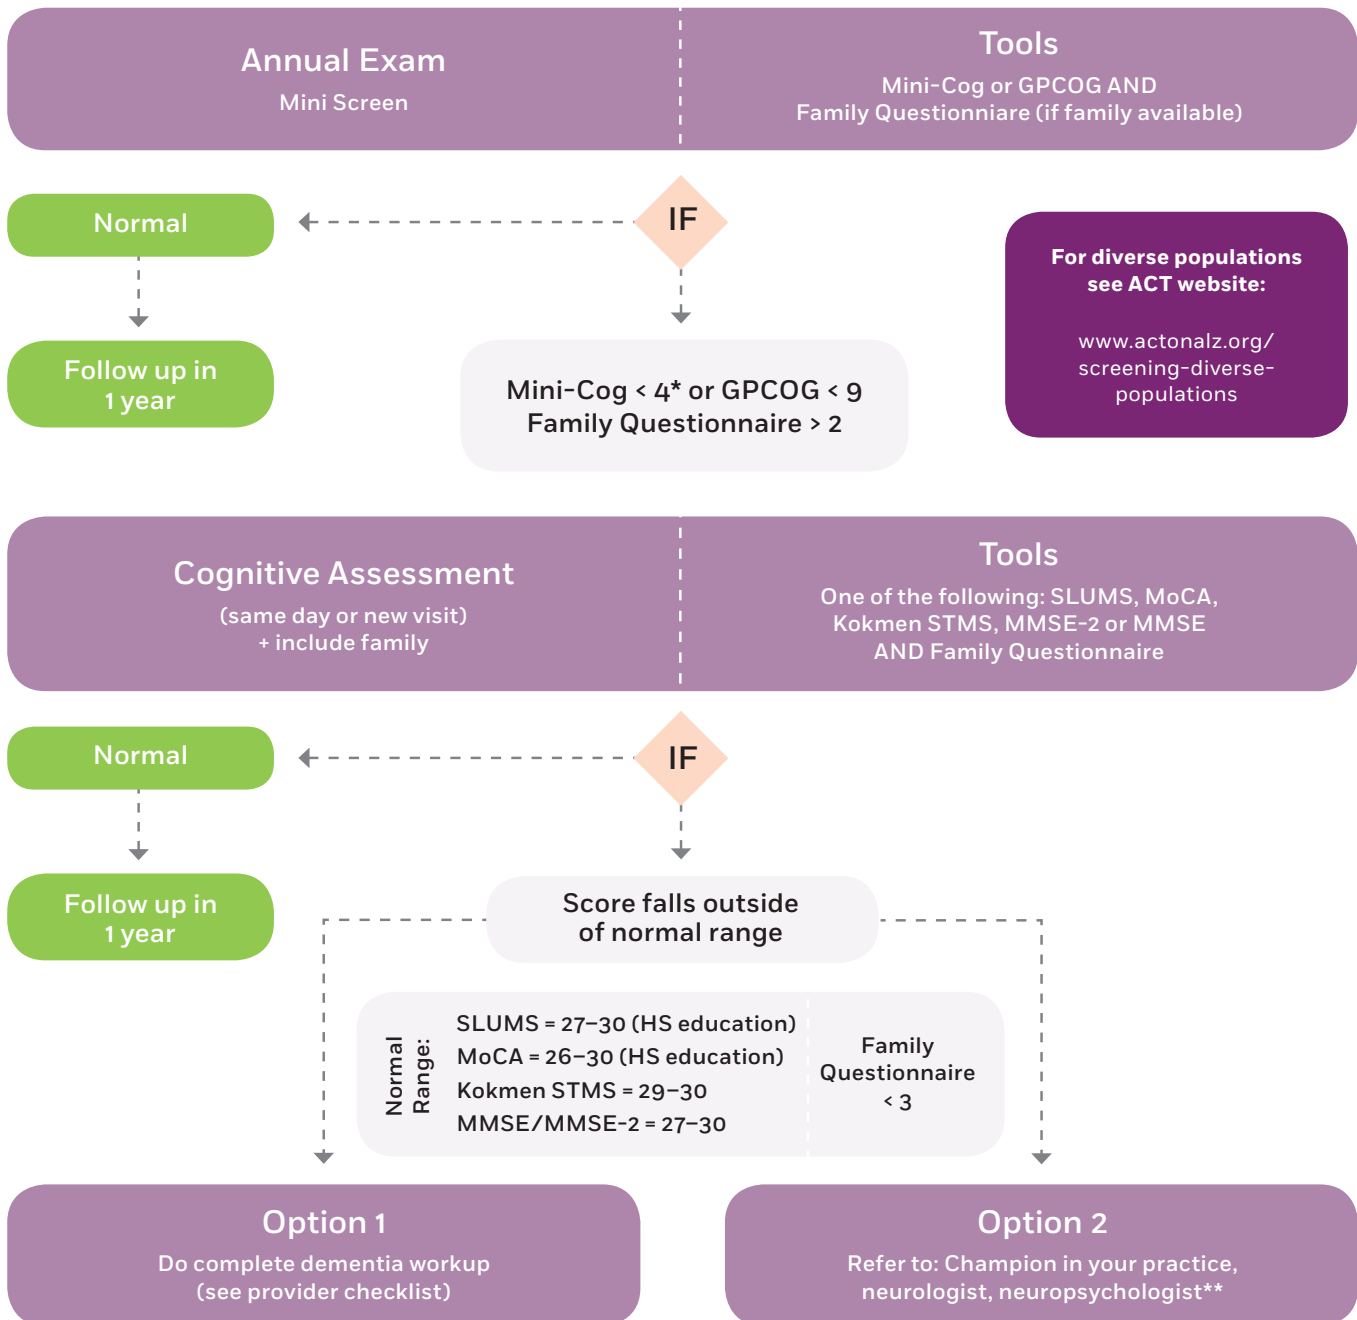 Annual Exam
Mini Screen
Tools
Mini-Cog or GPCOG AND
Family Questionniare (if family available)
IF
Normal
Follow up in
1 year
Mini-Cog < 4* or GPCOG < 9
Family Questionnaire > 2
For diverse populations
see ACT website:
www.actonalz.org/
screening-diverse-
populations
Cognitive Assessment
(same day or new visit)
+ include family
Tools
One of the following: SLUMS, MoCA,
Kokmen STMS, MMSE-2 or MMSE
AND Family Questionnaire
IF
Normal
Follow up in
1 year
Score falls outside
of normal range
Normal
Range:
SLUMS = 27–30 (HS education)
MoCA = 26–30 (HS education)
Kokmen STMS = 29–30
MMSE/MMSE-2 = 27–30
Family
Questionnaire
< 3
Option 1
Do complete dementia workup
(see provider checklist)
Option 2
Refer to: Champion in your practice,
neurologist, neuropsychologist**